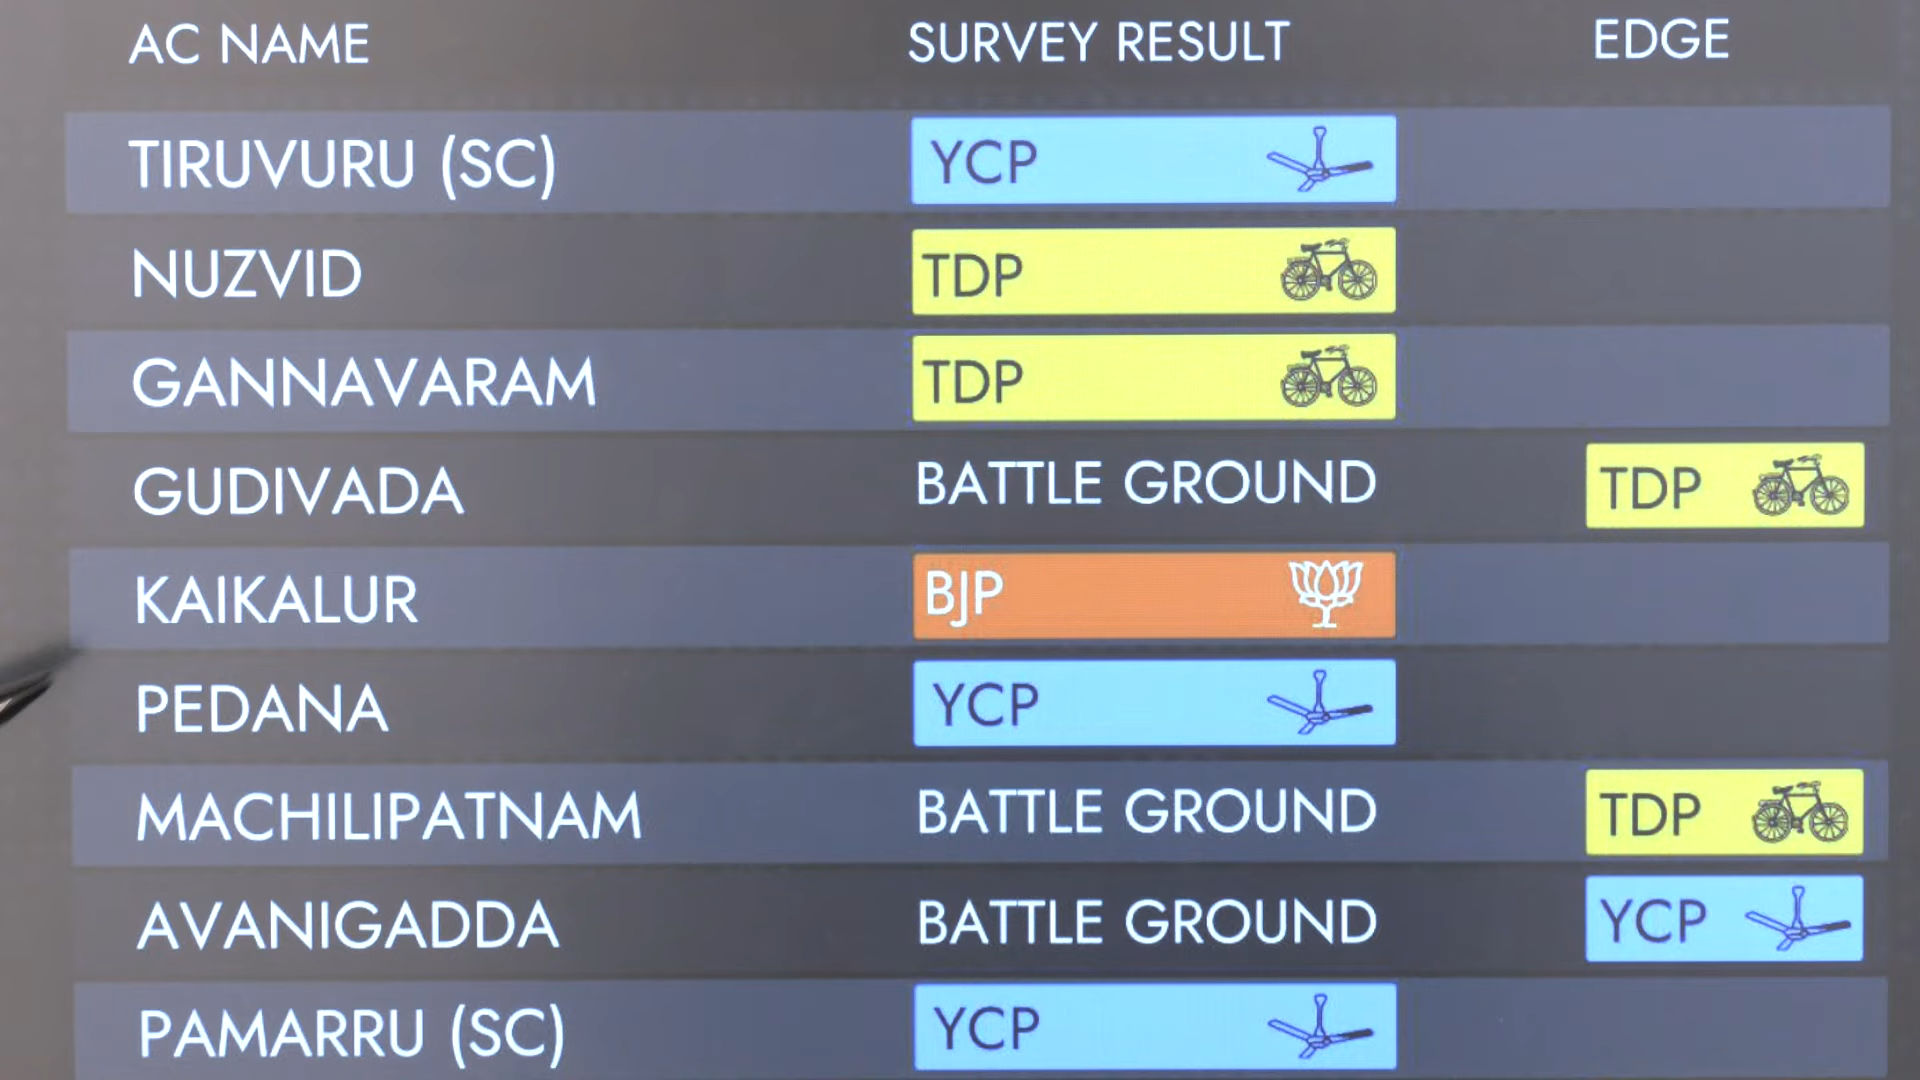 AC NAME SURVEY RESULT EDGE
TIRUVURU (SC) YCP
NUZVID TDP
GANNAVARAM TDP
GUDIVADA BATTLE GROUND TDP
KAIKALUR BJP
PEDANA YCP
MACHILIPATNAM BATTLE GROUND TDP
AVANIGADDA BATTLE GROUND YCP
PAMARRU (SC) YCP